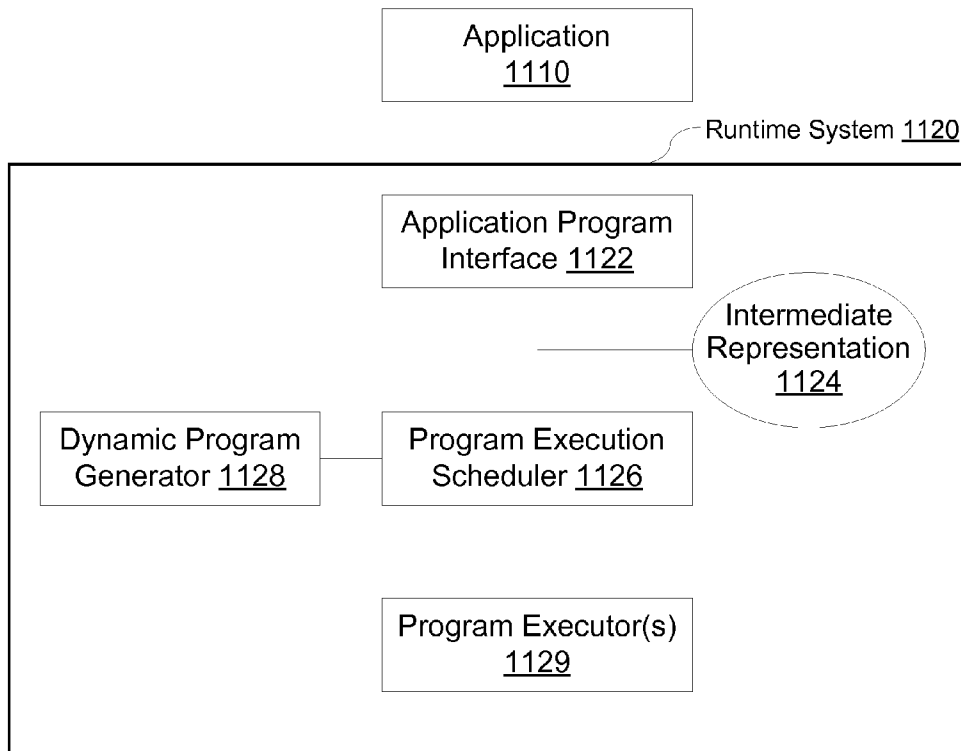 Application
1110
Runtime System 1120
Application Program
Interface 1122
Intermediate
Representation
1124
Dynamic Program
Generator 1128
Program Execution
Scheduler 1126
Program Executor(s)
1129